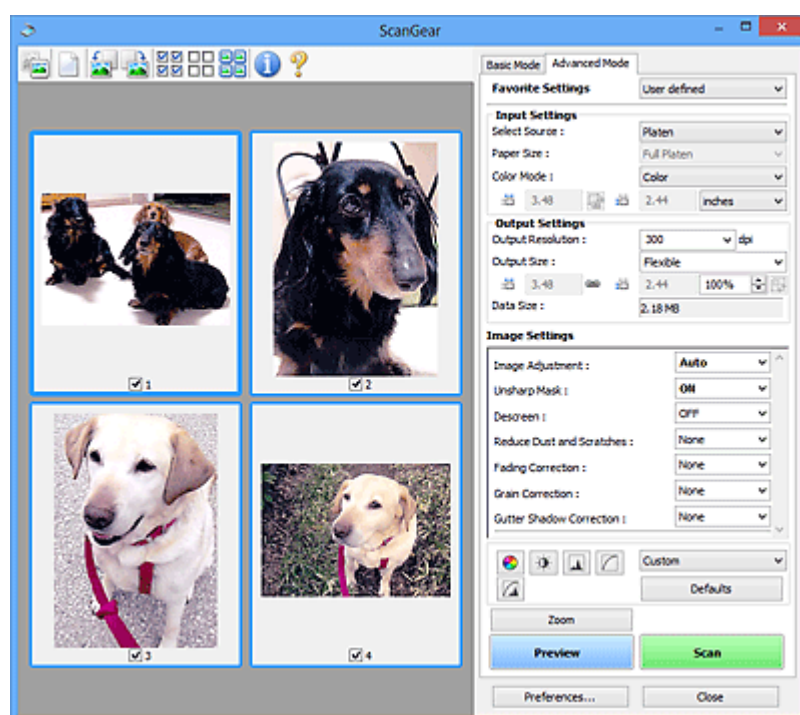 ScanGear
Basic Mode Advanced Mode
Favorite Settings User defined
Input Settings
Select Source : Platen
Paper Size : Full Platen
Color Mode : Color
3.48 2.44 inches
Output Settings
Output Resolution : 300 dpi
Output Size : Flexible
3.48 2.44 100%
Data Size : 2.18 MB
Image Settings
Image Adjustment : Auto
Unsharp Mask : ON
Descreen : OFF
Reduce Dust and Scratches : None
Fading Correction : None
Grain Correction : None
Gutter Shadow Correction : None
Custom
Defaults
Zoom
Preview Scan
Preferences... Close
1
2
3
4